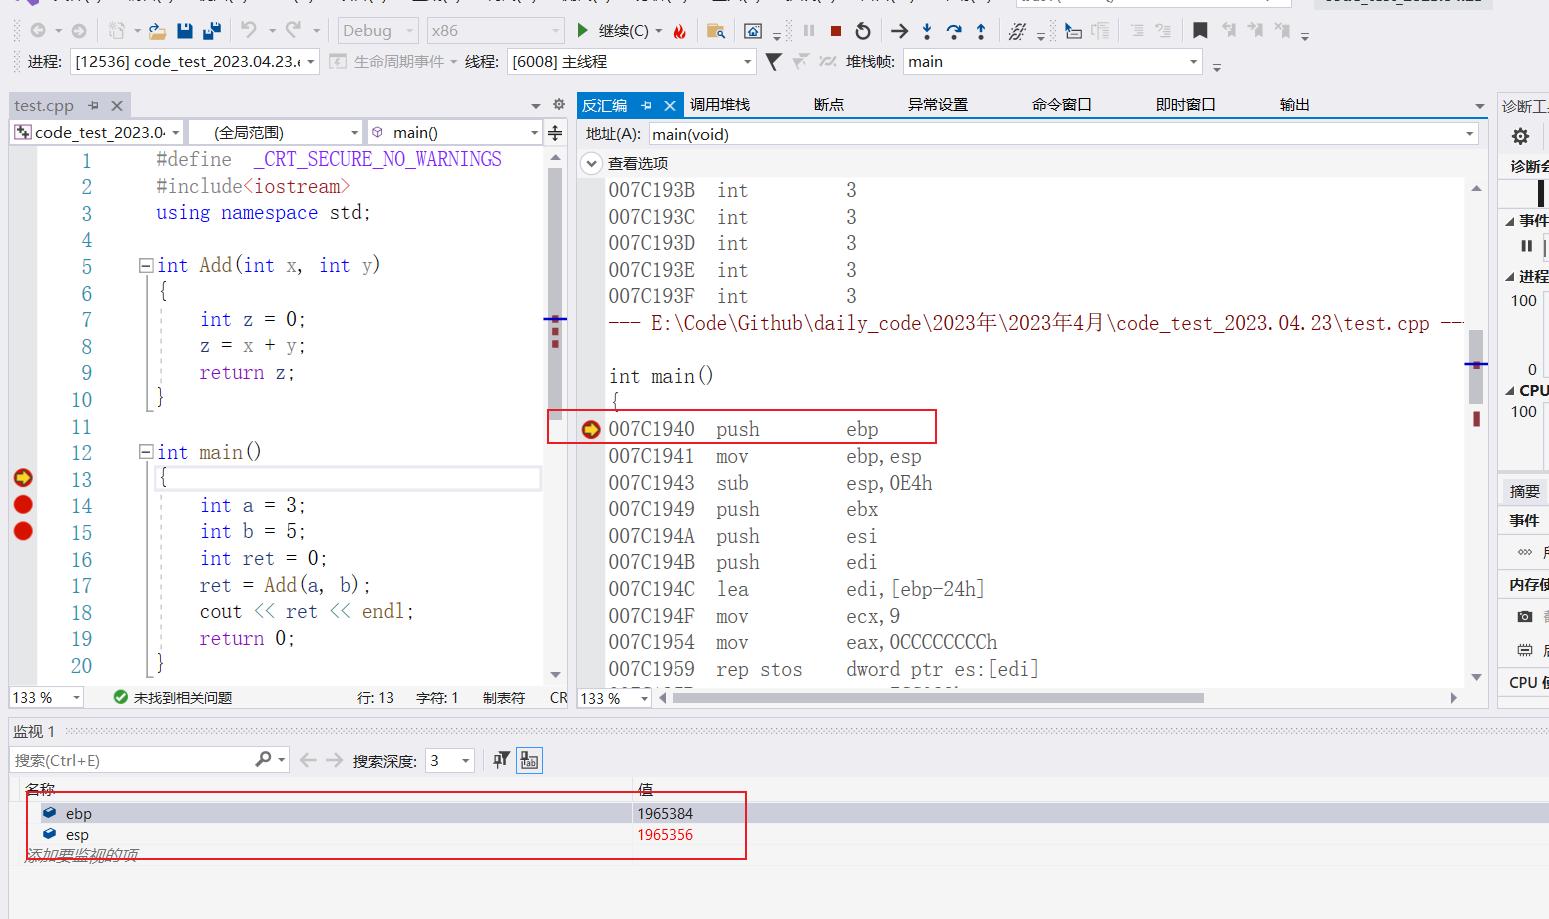 Debug x86 继续(C)
进程: [12536] code_test_2023.04.23.e 生命周期事件 线程: [6008] 主线程 堆栈帧: main
test.cpp
反汇编 调用堆栈 断点 异常设置 命令窗口 即时窗口 输出
诊断工
code_test_2023.0 (全局范围) main()
地址(A): main(void)
查看选项
诊断会
1 #define _CRT_SECURE_NO_WARNINGS
2 #include<iostream>
3 using namespace std;
4
5 int Add(int x, int y)
6 {
7 int z = 0;
8 z = x + y;
9 return z;
10 }
11
12 int main()
13 {
14 int a = 3;
15 int b = 5;
16 int ret = 0;
17 ret = Add(a, b);
18 cout << ret << endl;
19 return 0;
20 }
007C193B int 3
007C193C int 3
007C193D int 3
007C193E int 3
007C193F int 3
--- E:\Code\Github\daily_code\2023年\2023年4月\code_test_2023.04.23\test.cpp --
int main()
{
007C1940 push ebp
007C1941 mov ebp,esp
007C1943 sub esp,0E4h
007C1949 push ebx
007C194A push esi
007C194B push edi
007C194C lea edi,[ebp-24h]
007C194F mov ecx,9
007C1954 mov eax,0CCCCCCCCh
007C1959 rep stos dword ptr es:[edi]
事件
进程
100
0
CPU
100
摘要
事件
内存使
CPU 使
133 % 未找到相关问题 行: 13 字符: 1 制表符 CR
133 %
监视 1
搜索(Ctrl+E) 搜索深度: 3
名称 值
ebp 1965384
esp 1965356
添加要监视的项